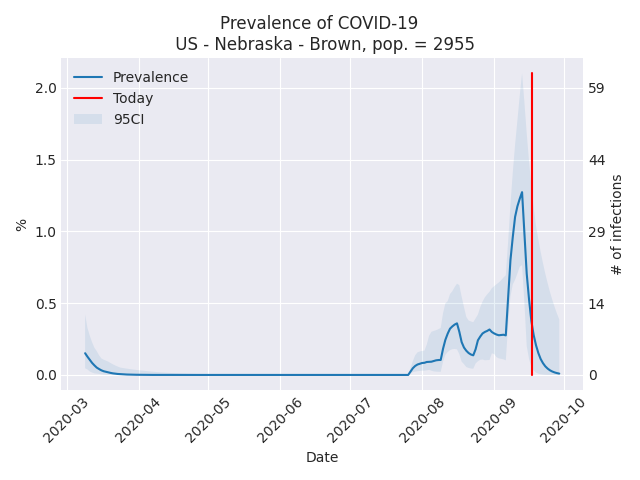 Prevalence of COVID-19
US - Nebraska - Brown, pop. = 2955
Prevalence
Today
95CI
2.0
1.5
1.0
0.5
0.0
%
59
44
29
14
0
# of infections
2020-03
2020-04
2020-05
2020-06
2020-07
2020-08
2020-09
2020-10
Date